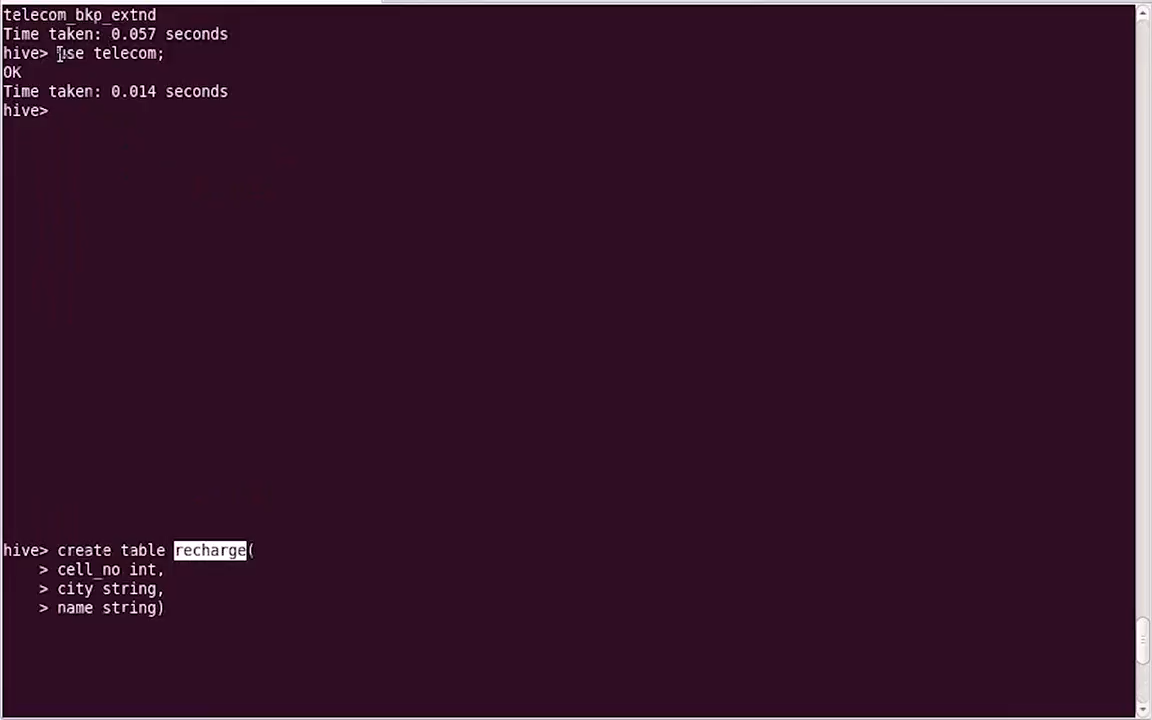 telecom_bkp_extnd
Time taken: 0.057 seconds
hive> use telecom;
OK
Time taken: 0.014 seconds
hive>
hive> create table recharge(
    > cell_no int,
    > city string,
    > name string)